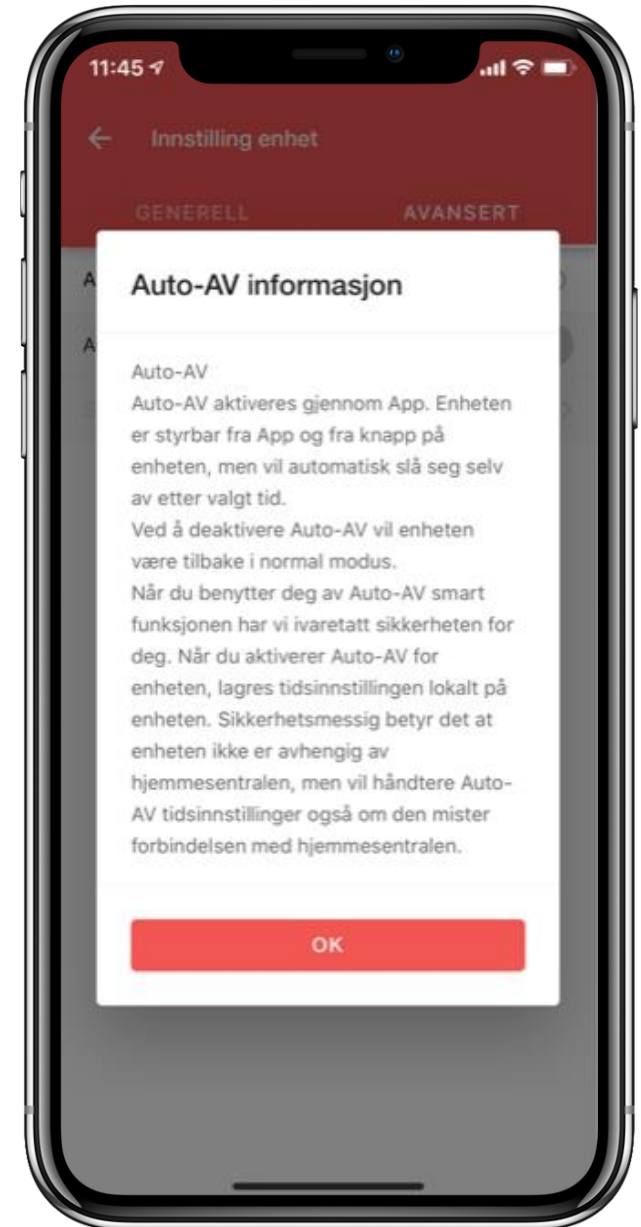 11:45
Innstilling enhet
GENERELL AVANSERT
Auto-AV informasjon
A
A
Auto-AV
Auto-AV aktiveres gjennom App. Enheten
er styrbar fra App og fra knapp på
enheten, men vil automatisk slå seg selv
av etter valgt tid.
Ved å deaktivere Auto-AV vil enheten
være tilbake i normal modus.
Når du benytter deg av Auto-AV smart
funksjonen har vi ivaretatt sikkerheten for
deg. Når du aktiverer Auto-AV for
enheten, lagres tidsinnstillingen lokalt på
enheten. Sikkerhetsmessig betyr det at
enheten ikke er avhengig av
hjemmesentralen, men vil håndtere Auto-
AV tidsinnstillinger også om den mister
forbindelsen med hjemmesentralen.
OK